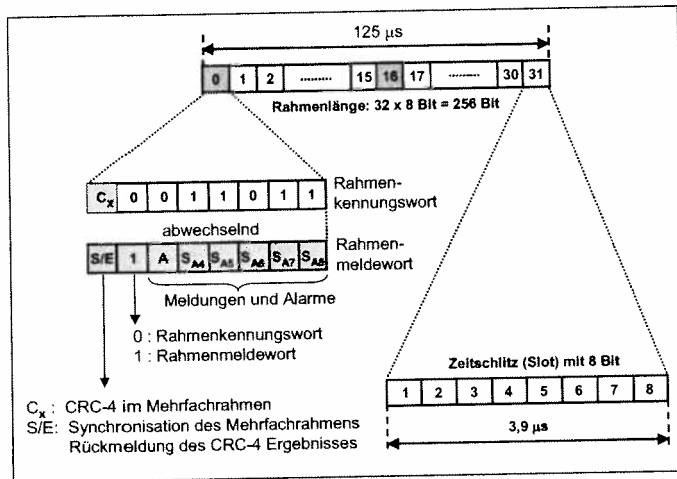 125 µs
0 1 2 ......... 15 16 17 ......... 30 31
Rahmenlänge: 32 x 8 Bit = 256 Bit
Cx 0 0 1 1 0 1 1
Rahmen-
kennungswort
abwechselnd
S/E 1 A SA4 SA5 SA6 SA7 SA8
Rahmen-
meldewort
Meldungen und Alarme
0 : Rahmenkennungswort
1 : Rahmenmeldewort
Cx : CRC-4 im Mehrfachrahmen
S/E: Synchronisation des Mehrfachrahmens
Rückmeldung des CRC-4 Ergebnisses
Zeitschlitz (Slot) mit 8 Bit
1 2 3 4 5 6 7 8
3,9 µs